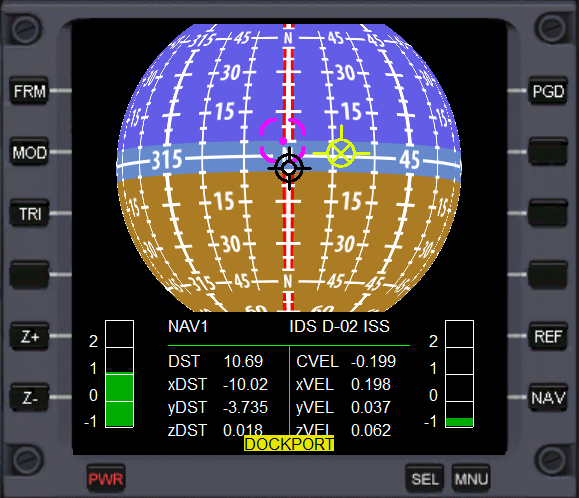 45 N 45
30 30
15 15
315 45
15 15
30 30
315 45 N 45
60
FRM
MOD
TRI
Z+
Z-
PGD
REF
NAV
NAV1 IDS D-02 ISS
DST 10.69 CVEL -0.199
xDST -10.02 xVEL 0.198
yDST -3.735 yVEL 0.037
zDST 0.018 zVEL 0.062
DOCKPORT
2
1
0
-1
2
1
0
-1
PWR SEL MNU